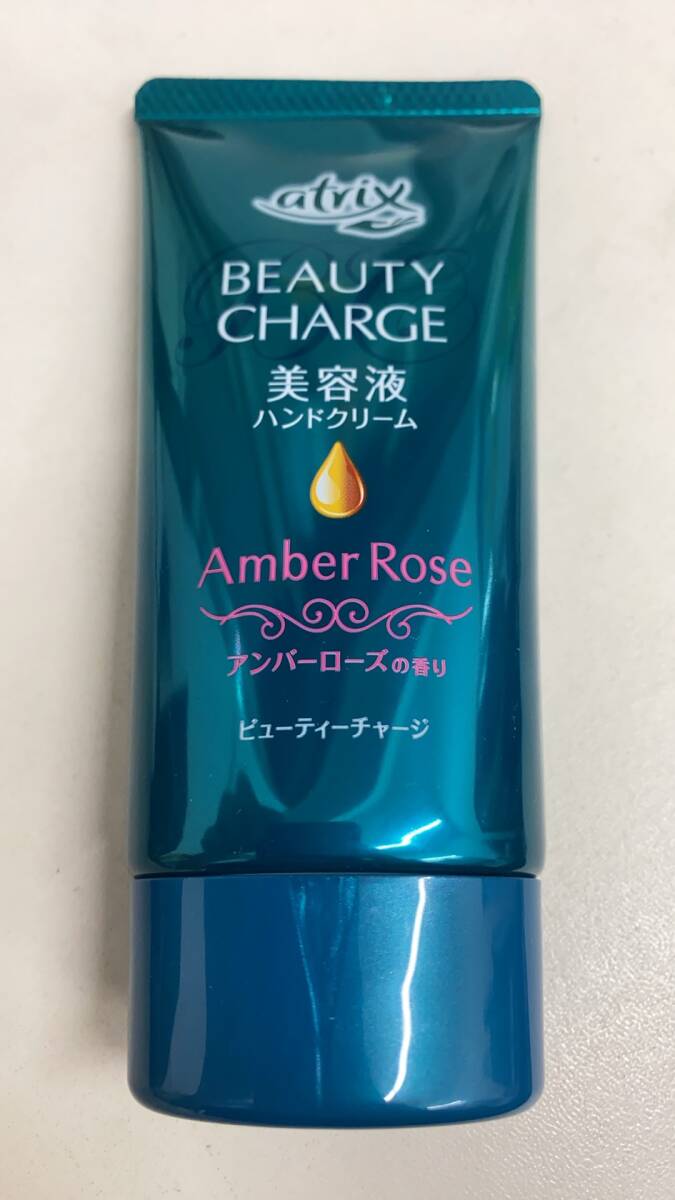 atrix
BEAUTY
CHARGE
美容液
ハンドクリーム
Amber Rose
アンバーローズの香り
ビューティーチャージ